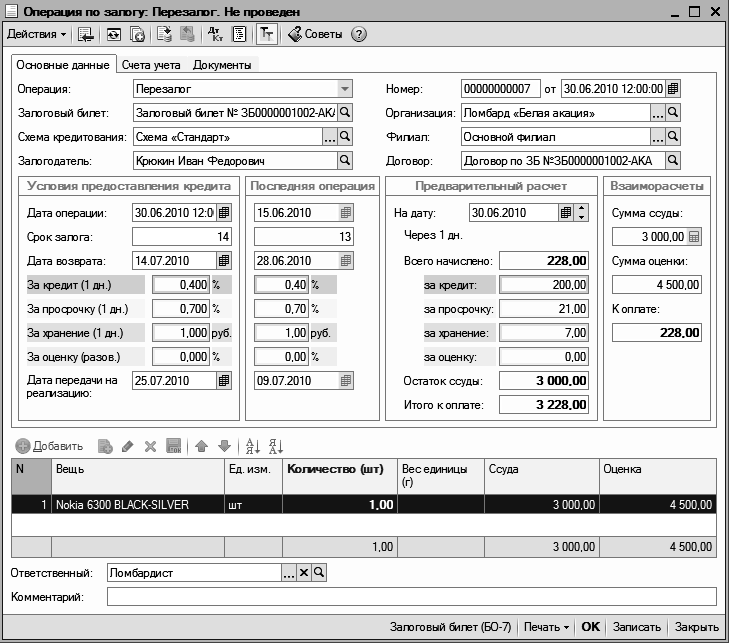 Операция по залогу: Перезалог. Не проведен
Действия Дт Кт Тт Советы ?
Основные данные Счета учета Документы
Операция: Перезалог Номер: 00000000007 от 30.06.2010 12:00:00
Залоговый билет: Залоговый билет № ЗБ0000001002-АКА Организация: Ломбард «Белая акация» ...
Схема кредитования: Схема «Стандарт» ... Филиал: Основной филиал ...
Залогодатель: Крюкин Иван Федорович Договор: Договор по ЗБ №ЗБ0000001002-АКА
Условия предоставления кредита Последняя операция Предварительный расчет Взаиморасчеты
Дата операции: 30.06.2010 12:0 15.06.2010 На дату: 30.06.2010 Сумма ссуды:
Срок залога: 14 13 Через 1 дн. 3 000,00
Дата возврата: 14.07.2010 28.06.2010 Всего начислено: 228,00 Сумма оценки:
За кредит (1 дн.) 0,400 % 0,40 % за кредит: 200,00 4 500,00
За просрочку (1 дн.) 0,700 % 0,70 % за просрочку: 21,00 К оплате:
За хранение (1 дн.) 1,000 руб. 1,00 руб. за хранение: 7,00 228,00
За оценку (разов.) 0,000 % 0,00 % за оценку: 0,00
Дата передачи на реализацию: 25.07.2010 09.07.2010 Остаток ссуды: 3 000,00
Итого к оплате: 3 228,00
Добавить
N Вещь Ед. изм. Количество (шт) Вес единицы (г) Ссуда Оценка
1 Nokia 6300 BLACK-SILVER шт 1,00 3 000,00 4 500,00
1,00 3 000,00 4 500,00
Ответственный: Ломбардист ...
Комментарий:
Залоговый билет (БО-7) Печать OK Записать Закрыть